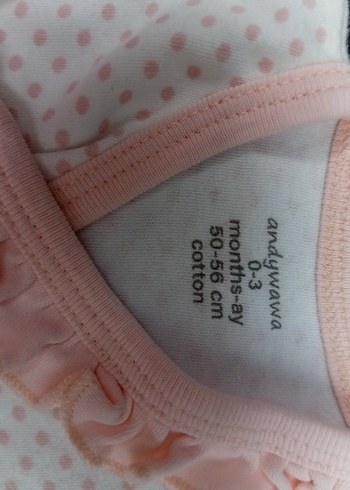 andywawa
0-3
months-ay
50-56 cm
cotton